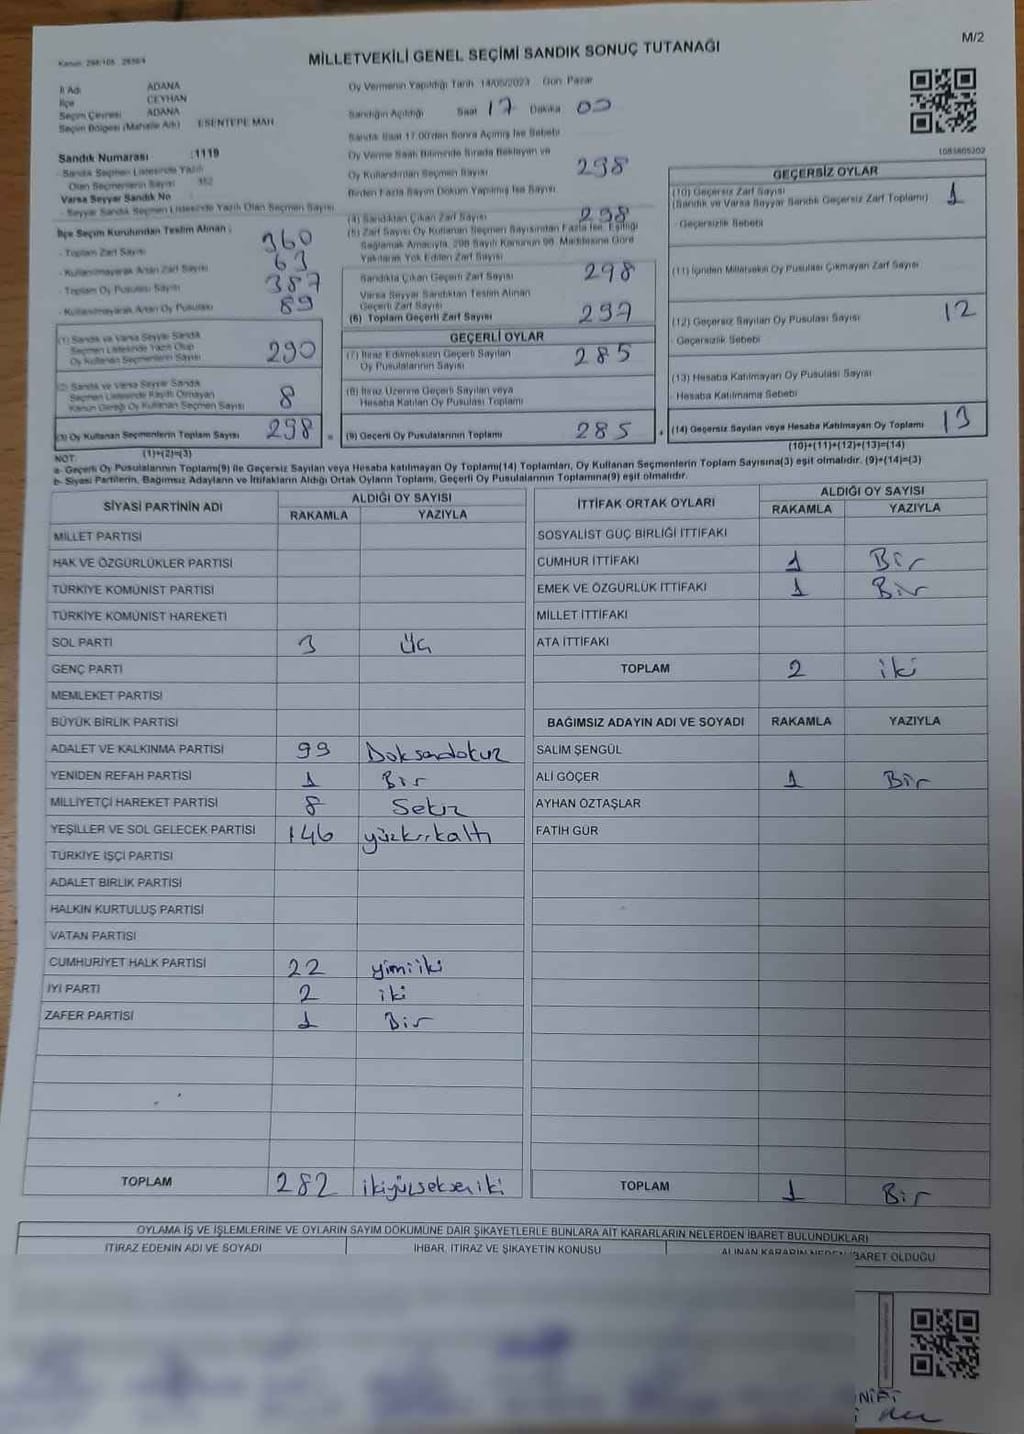 M/2
Kanun: 298/105 2839/4
MİLLETVEKİLİ GENEL SEÇİMİ SANDIK SONUÇ TUTANAĞI
İl Adı ADANA
İlçe CEYHAN
Seçim Çevresi ADANA
Seçim Bölgesi (Mahalle Adı) ESENTEPE MAH.
Sandık Numarası :1119
Sandık Seçmen Listesinde Yazılı
Olan Seçmenlerin Sayısı 352
Varsa Seyyar Sandık No
- Seyyar Sandık Seçmen Listesinde Yazılı Olan Seçmen Sayısı
İlçe Seçim Kurulundan Teslim Alınan :
- Toplam Zarf Sayısı 360
- Kullanılmayarak Artan Zarf Sayısı 63
- Toplam Oy Pusulası Sayısı 387
- Kullanılmayarak Artan Oy Pusulası 89
(1) Sandık ve Varsa Seyyar Sandık
Seçmen Listesinde Yazılı Olup
Oy Kullanan Seçmenlerin Sayısı 290
(2) Sandık ve Varsa Seyyar Sandık
Seçmen Listesinde Kayıtlı Olmayan
Kanun Gereği Oy Kullanan Seçmen Sayısı 8
(3) Oy Kullanan Seçmenlerin Toplam Sayısı 298
(1)+(2)=(3)
Oy Vermenin Yapıldığı Tarih 14/05/2023 Gün Pazar
Sandığın Açıldığı Saat 17 Dakika 00
Sandık Saat 17.00'den Sonra Açılmış İse Sebebi
Oy Verme Saati Bitiminde Sırada Bekleyen ve
Oy Kullandırılan Seçmen Sayısı 298
Birden Fazla Sayım Döküm Yapılmış İse Sayısı
(4) Sandıktan Çıkan Zarf Sayısı 298
(5) Zarf Sayısı Oy Kullanan Seçmen Sayısından Fazla İse, Eşitliği
Sağlamak Amacıyla, 298 Sayılı Kanunun 98. Maddesine Göre
Yakılarak Yok Edilen Zarf Sayısı
Sandıkta Çıkan Geçerli Zarf Sayısı 298
Varsa Seyyar Sandıktan Teslim Alınan
Geçerli Zarf Sayısı
(6) Toplam Geçerli Zarf Sayısı 297
GEÇERLİ OYLAR
(7) İtiraz Edilmeksizin Geçerli Sayılan
Oy Pusulalarının Sayısı 285
(8) İtiraz Üzerine Geçerli Sayılan veya
Hesaba Katılan Oy Pusulası Toplamı
= (9) Geçerli Oy Pusulalarının Toplamı 285
1083605202
GEÇERSİZ OYLAR
(10) Geçersiz Zarf Sayısı
(Sandık ve Varsa Seyyar Sandık Geçersiz Zarf Toplamı) 1
- Geçersizlik Sebebi
(11) İçinden Milletvekili Oy Pusulası Çıkmayan Zarf Sayısı
(12) Geçersiz Sayılan Oy Pusulası Sayısı 12
- Geçersizlik Sebebi
(13) Hesaba Katılmayan Oy Pusulası Sayısı
- Hesaba Katılmama Sebebi
+ (14) Geçersiz Sayılan veya Hesaba Katılmayan Oy Toplamı 13
(10)+(11)+(12)+(13)=(14)
NOT:
a- Geçerli Oy Pusulalarının Toplamı(9) ile Geçersiz Sayılan veya Hesaba katılmayan Oy Toplamı(14) Toplamları, Oy Kullanan Seçmenlerin Toplam Sayısına(3) eşit olmalıdır. (9)+(14)=(3)
b- Siyasi Partilerin, Bağımsız Adayların ve İttifakların Aldığı Ortak Oyların Toplamı, Geçerli Oy Pusulalarının Toplamına(9) eşit olmalıdır.
SİYASİ PARTİNİN ADI ALDIĞI OY SAYISI
RAKAMLA YAZIYLA
MİLLET PARTİSİ
HAK VE ÖZGÜRLÜKLER PARTİSİ
TÜRKİYE KOMÜNİST PARTİSİ
TÜRKİYE KOMÜNİST HAREKETİ
SOL PARTİ 3 Üç
GENÇ PARTİ
MEMLEKET PARTİSİ
BÜYÜK BİRLİK PARTİSİ
ADALET VE KALKINMA PARTİSİ 99 Doksandokuz
YENİDEN REFAH PARTİSİ 1 Bir
MİLLİYETÇİ HAREKET PARTİSİ 8 Sekiz
YEŞİLLER VE SOL GELECEK PARTİSİ 146 yüzkırkaltı
TÜRKİYE İŞÇİ PARTİSİ
ADALET BİRLİK PARTİSİ
HALKIN KURTULUŞ PARTİSİ
VATAN PARTİSİ
CUMHURİYET HALK PARTİSİ 22 yimiiki
İYİ PARTİ 2 iki
ZAFER PARTİSİ 1 Bir
TOPLAM 282 ikiyüzsekseniki
İTTİFAK ORTAK OYLARI ALDIĞI OY SAYISI
RAKAMLA YAZIYLA
SOSYALİST GÜÇ BİRLİĞİ İTTİFAKI
CUMHUR İTTİFAKI 1 Bir
EMEK VE ÖZGÜRLÜK İTTİFAKI 1 Bir
MİLLET İTTİFAKI
ATA İTTİFAKI
TOPLAM 2 iki
BAĞIMSIZ ADAYIN ADI VE SOYADI RAKAMLA YAZIYLA
SALİM ŞENGÜL
ALİ GÖÇER 1 Bir
AYHAN ÖZTAŞLAR
FATİH GÜR
TOPLAM 1 Bir
OYLAMA İŞ VE İŞLEMLERİNE VE OYLARIN SAYIM DÖKÜMÜNE DAİR ŞİKAYETLERLE BUNLARA AİT KARARLARIN NELERDEN İBARET BULUNDUKLARI
İTİRAZ EDENİN ADI VE SOYADI İHBAR, İTİRAZ VE ŞİKAYETİN KONUSU ALINAN KARARIN NEDEN İBARET OLDUĞU